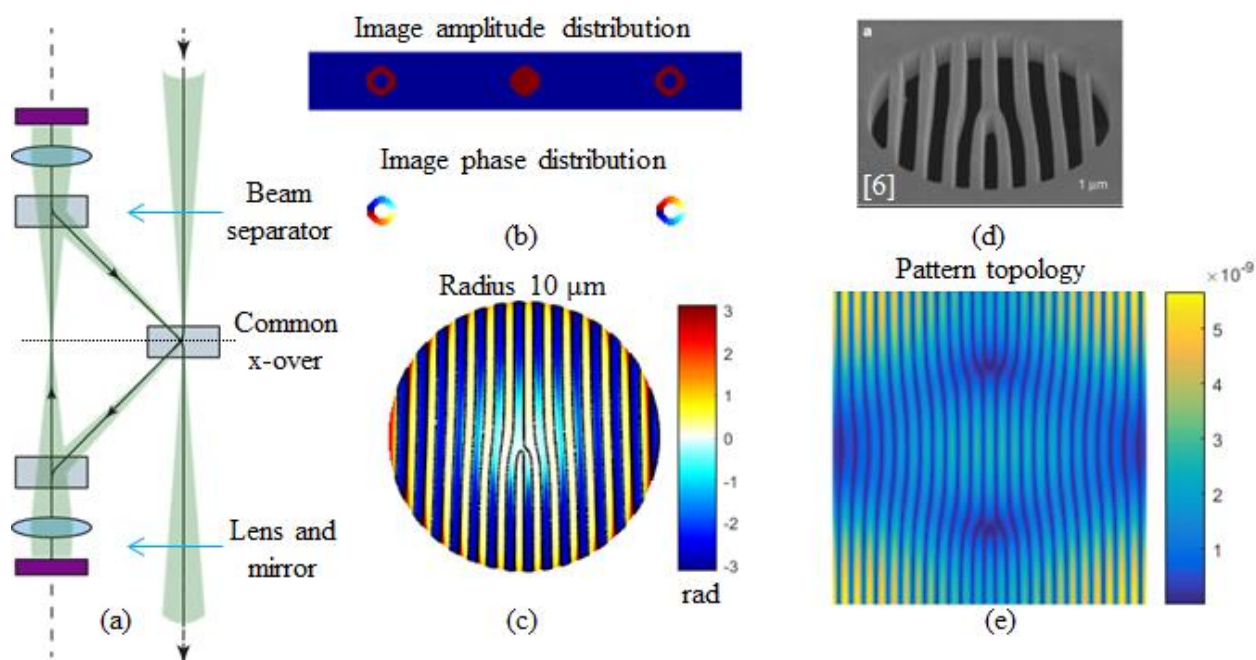 Beam
separator
Common
x-over
Lens and
mirror
(a)
Image amplitude distribution
Image phase distribution
(b)
Radius 10 μm
3
2
1
0
-1
-2
-3
rad
(c)
a
[6]
1 μm
(d)
Pattern topology
×10⁻⁹
5
4
3
2
1
(e)